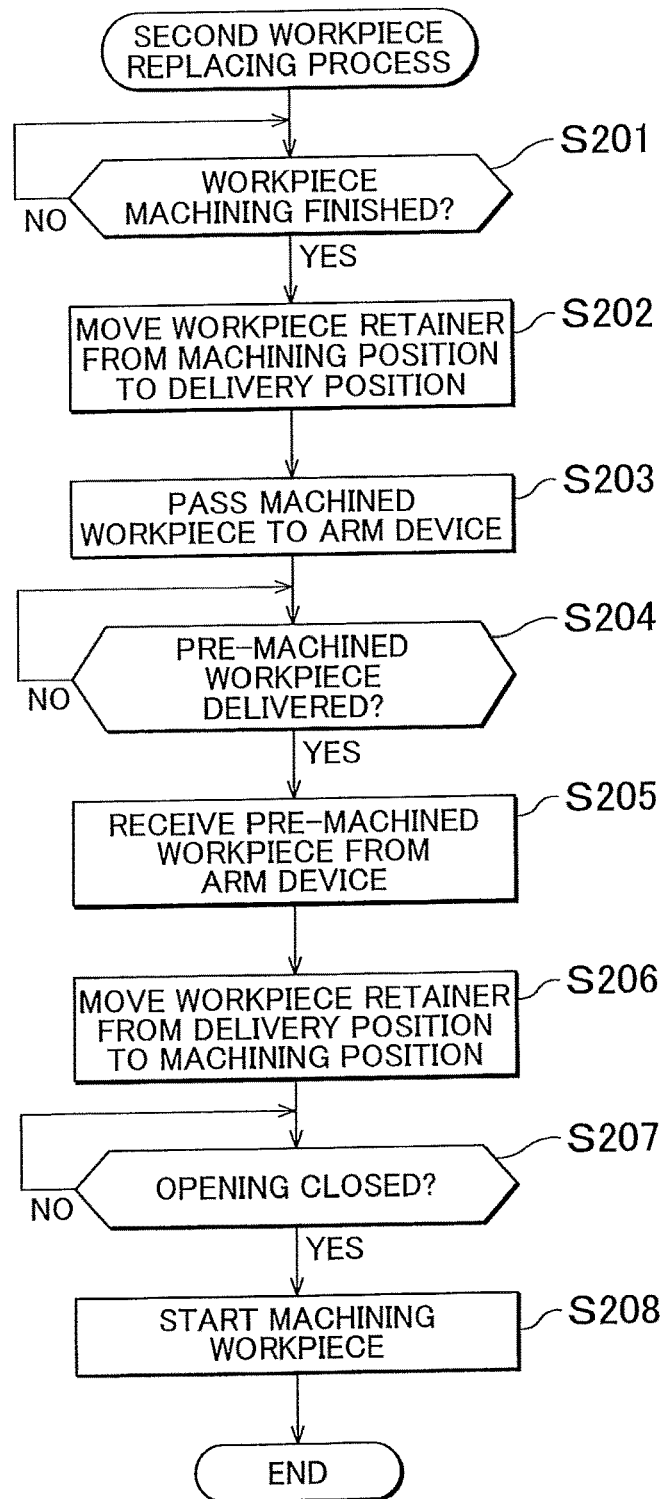 SECOND WORKPIECE
REPLACING PROCESS
S201
WORKPIECE
MACHINING FINISHED?
NO
YES
S202
MOVE WORKPIECE RETAINER
FROM MACHINING POSITION
TO DELIVERY POSITION
S203
PASS MACHINED
WORKPIECE TO ARM DEVICE
S204
PRE-MACHINED
WORKPIECE
DELIVERED?
NO
YES
S205
RECEIVE PRE-MACHINED
WORKPIECE FROM
ARM DEVICE
S206
MOVE WORKPIECE RETAINER
FROM DELIVERY POSITION
TO MACHINING POSITION
S207
OPENING CLOSED?
NO
YES
S208
START MACHINING
WORKPIECE
END